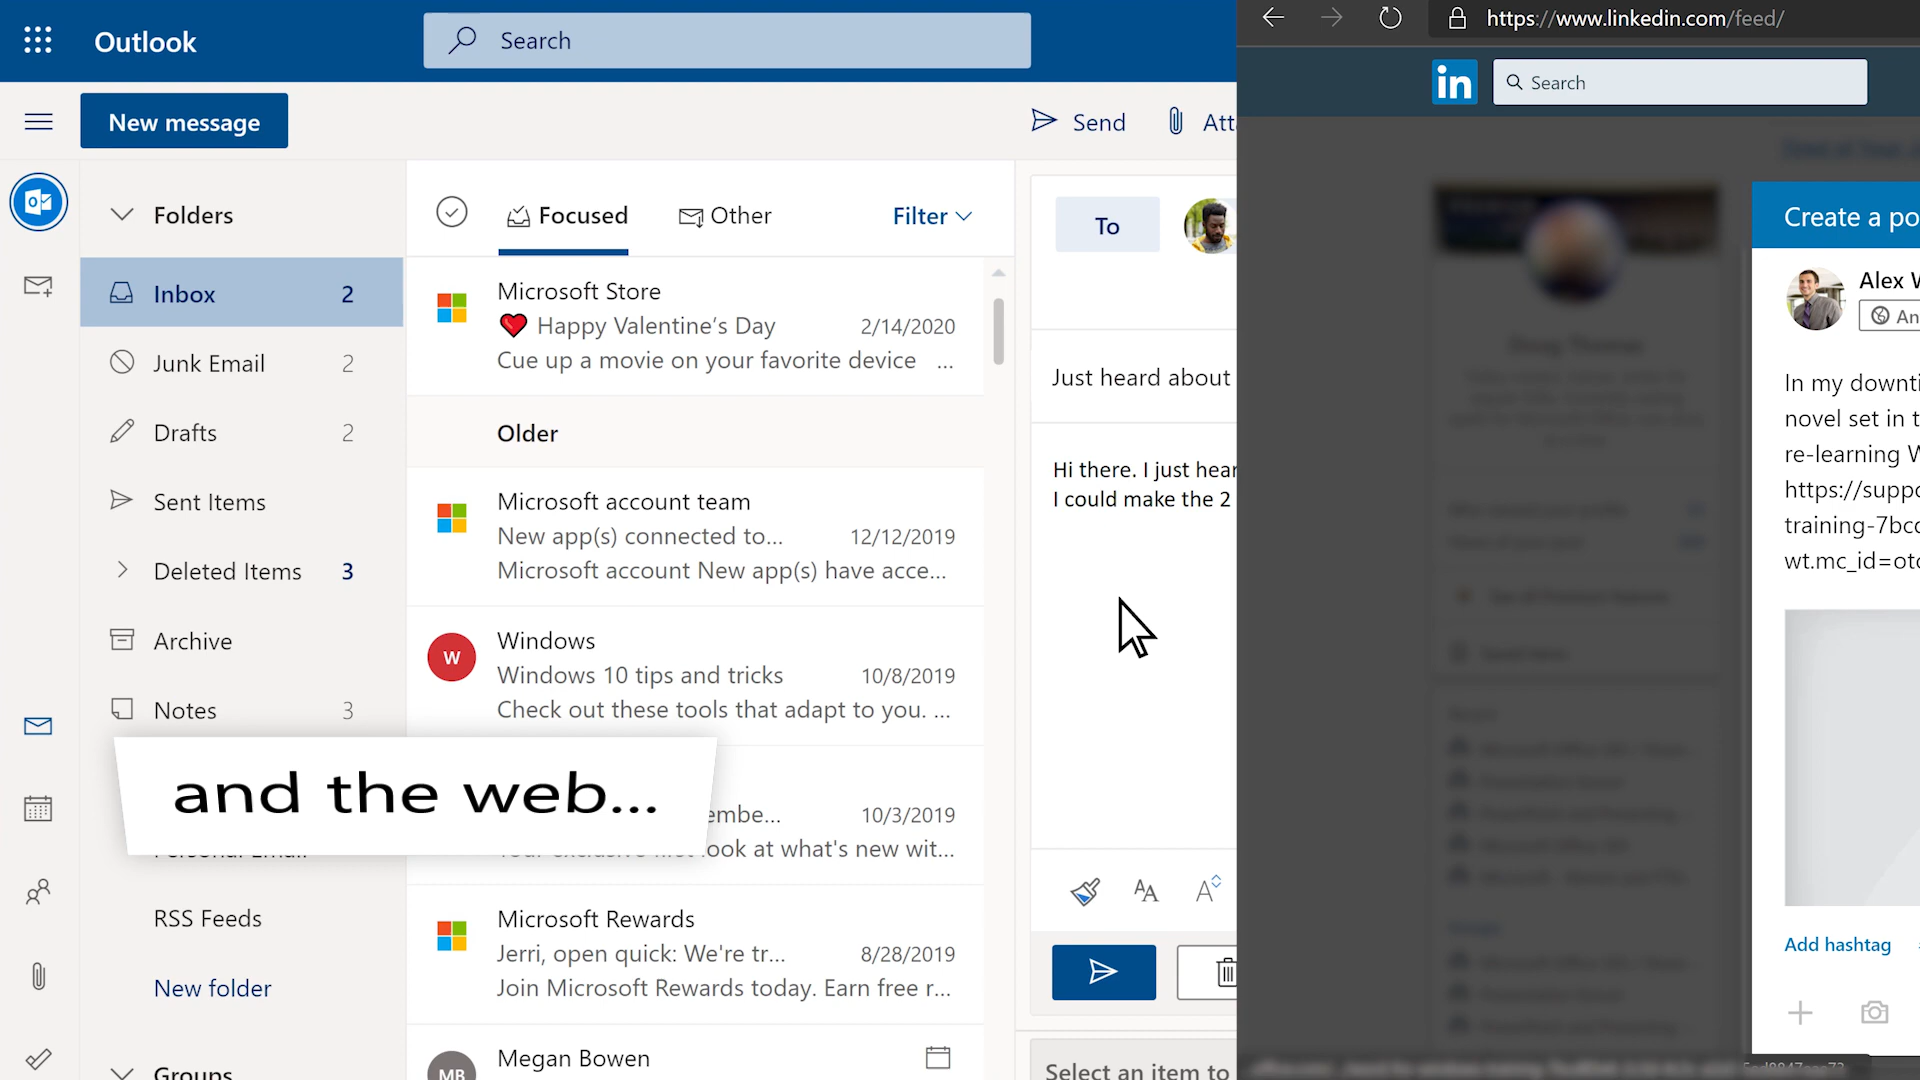 Outlook
Search
New message
Send
Folders
Inbox 2
Junk Email 2
Drafts 2
Sent Items
Deleted Items 3
Archive
Notes 3
RSS Feeds
New folder
Groups
Focused
Other
Filter
Microsoft Store
Happy Valentine's Day 2/14/2020
Cue up a movie on your favorite device ...
Older
Microsoft account team
New app(s) connected to... 12/12/2019
Microsoft account New app(s) have acce...
W
Windows
Windows 10 tips and tricks 10/8/2019
Check out these tools that adapt to you. ...
10/3/2019
look at what's new wit...
Microsoft Rewards
Jerri, open quick: We're tr... 8/28/2019
Join Microsoft Rewards today. Earn free r...
MB
Megan Bowen
and the web...
To
Just heard about
Hi there. I just hear
I could make the 2
Select an item to
https://www.linkedin.com/feed/
in
Search
Create a po
Alex W
An
In my downti
novel set in t
re-learning W
https://suppo
training-7bcd
wt.mc_id=oto
Add hashtag